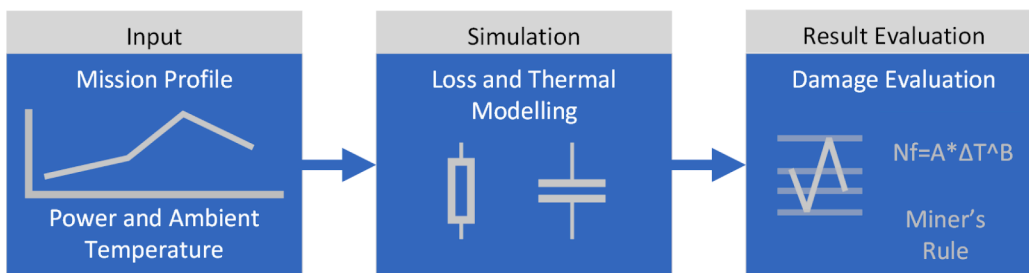 Input
Mission Profile
Power and Ambient
Temperature
Simulation
Loss and Thermal
Modelling
Result Evaluation
Damage Evaluation
Nf=A*ΔT^B
Miner's
Rule